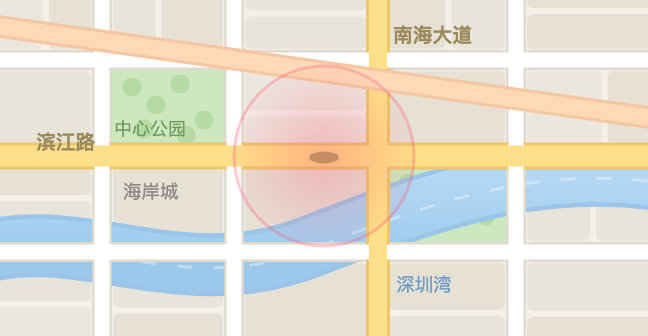 南海大道
中心公园
滨江路
海岸城
深圳湾